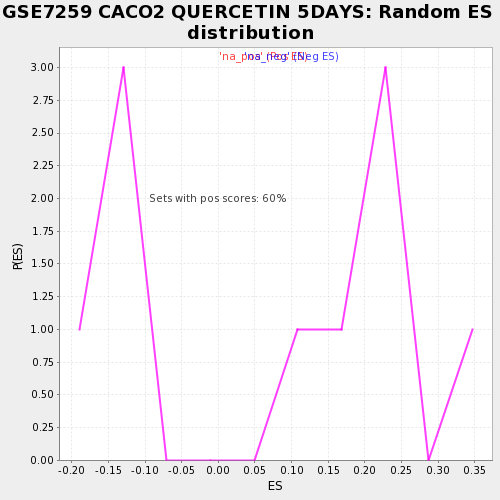 GSE7259 CACO2 QUERCETIN 5DAYS: Random ES
distribution
'na_neg' (Neg ES)
3.00
2.75
2.50
2.25
Sets with pos scores: 60%
2.00
1.75
P(ES)
1.50
1.25
1.00
0.75
0.50
0.25
0.00
-0.20 -0.15 -0.10 -0.05 0.00 0.05 0.10 0.15 0.20 0.25 0.30 0.35
ES